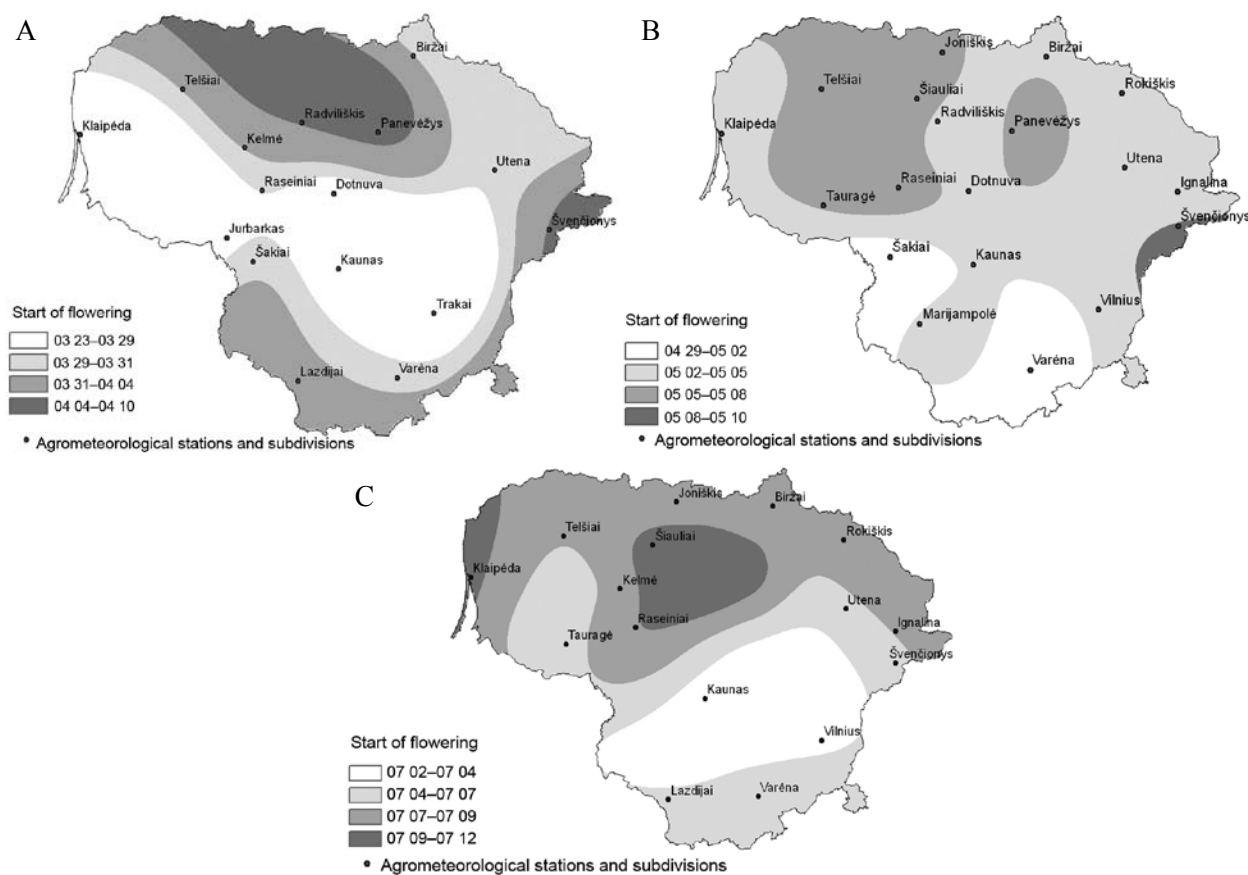 A
Biržai
Telšiai
Radviliškis
Panevėžys
Klaipėda
Kelmė
Utena
Raseiniai
Dotnuva
Švenčionys
Jurbarkas
Šakiai
Kaunas
Trakai
Lazdijai
Varėna
Start of flowering
03 23–03 29
03 29–03 31
03 31–04 04
04 04–04 10
Agrometeorological stations and subdivisions
B
Joniškis
Biržai
Telšiai
Šiauliai
Rokiškis
Radviliškis
Panevėžys
Klaipėda
Utena
Raseiniai
Dotnuva
Ignalina
Tauragė
Švenčionys
Šakiai
Kaunas
Vilnius
Marijampolė
Varėna
Start of flowering
04 29–05 02
05 02–05 05
05 05–05 08
05 08–05 10
Agrometeorological stations and subdivisions
C
Joniškis
Biržai
Telšiai
Šiauliai
Rokiškis
Klaipėda
Kelmė
Utena
Raseiniai
Ignalina
Tauragė
Švenčionys
Kaunas
Vilnius
Lazdijai
Varėna
Start of flowering
07 02–07 04
07 04–07 07
07 07–07 09
07 09–07 12
Agrometeorological stations and subdivisions